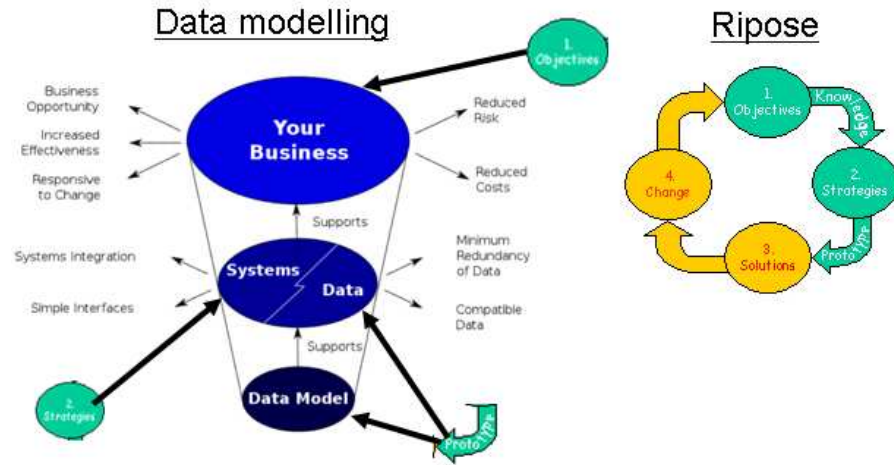 Data modelling
Ripose
1.
Objectives
Business
Opportunity
Increased
Effectiveness
Responsive
to Change
Your
Business
Reduced
Risk
Reduced
Costs
Supports
Systems Integration
Simple Interfaces
Systems
Data
Minimum
Redundancy
of Data
Compatible
Data
Supports
Data Model
2.
Strategies
Prototype
1.
Objectives
Knowledge
2.
Strategies
Prototype
3.
Solutions
4.
Change